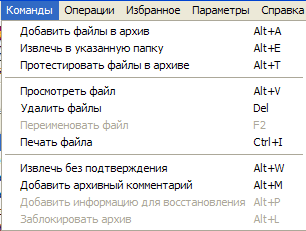 Команды Операции Избранное Параметры Справка
Добавить файлы в архив Alt+A
Извлечь в указанную папку Alt+E
Протестировать файлы в архиве Alt+T
Просмотреть файл Alt+V
Удалить файлы Del
Переименовать файл F2
Печать файла Ctrl+I
Извлечь без подтверждения Alt+W
Добавить архивный комментарий Alt+M
Добавить информацию для восстановления Alt+P
Заблокировать архив Alt+L